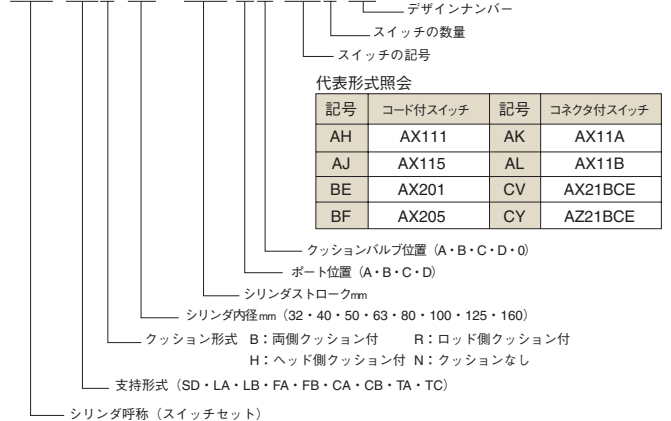 デザインナンバー
スイッチの数量
スイッチの記号
代表形式照会
記号 コード付スイッチ 記号 コネクタ付スイッチ
AH AX111 AK AX11A
AJ AX115 AL AX11B
BE AX201 CV AX21BCE
BF AX205 CY AZ21BCE
クッションバルブ位置（A・B・C・D・0）
ポート位置（A・B・C・D）
シリンダストロークmm
シリンダ内径mm（32・40・50・63・80・100・125・160）
クッション形式 B：両側クッション付 R：ロッド側クッション付
H：ヘッド側クッション付 N：クッションなし
支持形式（SD・LA・LB・FA・FB・CA・CB・TA・TC）
シリンダ呼称（スイッチセット）